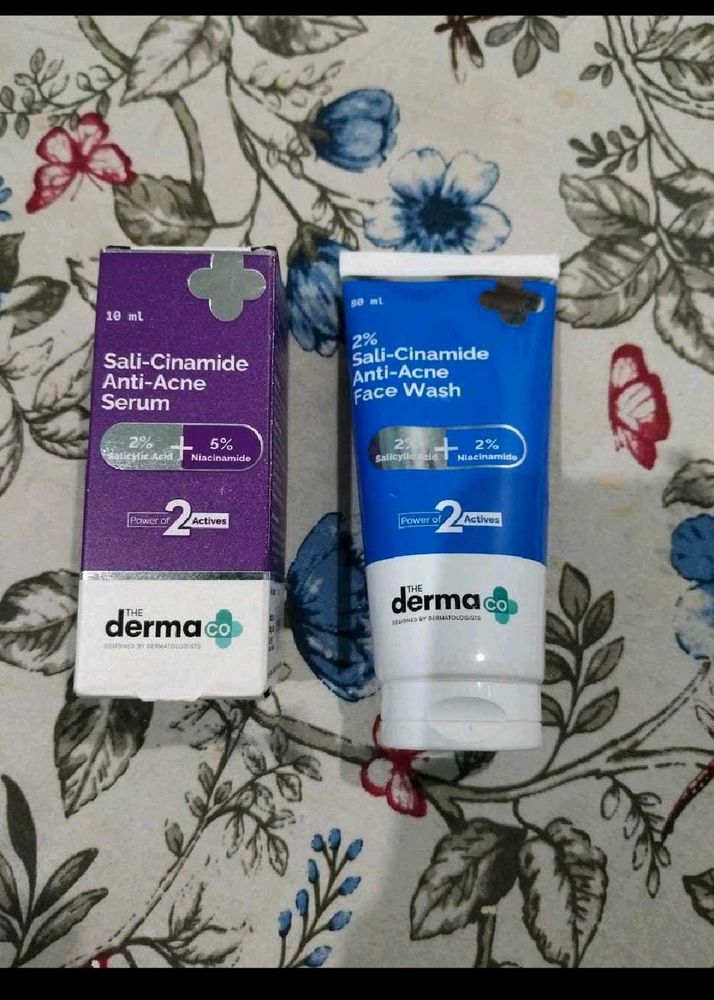 10 ml
Sali-Cinamide
Anti-Acne
Serum
2% + 5%
Salicylic Acid Niacinamide
Power of 2 Actives
THE
derma co
DESIGNED BY DERMATOLOGISTS
80 ml
2%
Sali-Cinamide
Anti-Acne
Face Wash
2% + 2%
Salicylic Acid Niacinamide
Power of 2 Actives
THE
derma co
DESIGNED BY DERMATOLOGISTS